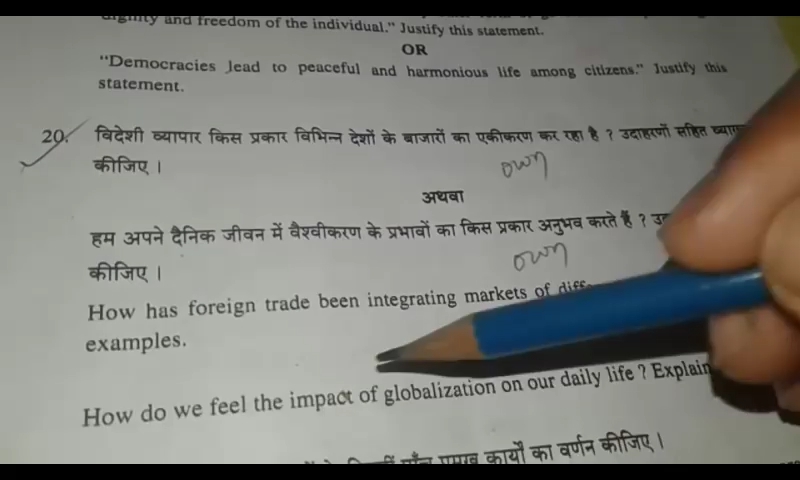 dignity and freedom of the individual." Justify this statement.
OR
"Democracies lead to peaceful and harmonious life among citizens." Justify this
statement.
20. विदेशी व्यापार किस प्रकार विभिन्न देशों के बाजारों का एकीकरण कर रहा है ? उदाहरणों सहित
कीजिए ।
own
अथवा
हम अपने दैनिक जीवन में वैश्वीकरण के प्रभावों का किस प्रकार अनुभव करते हैं ?
own
कीजिए ।
How has foreign trade been integrating markets of
examples.
How do we feel the impact of globalization on our daily life ? Explain
प्रमुख कार्यों का वर्णन कीजिए ।